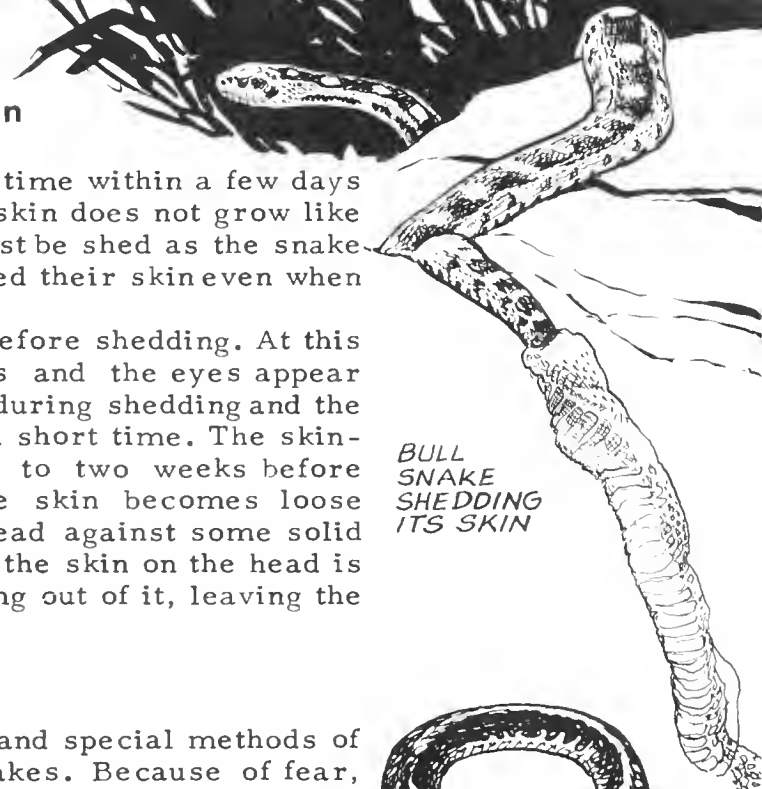 n
time within a few days
skin does not grow like
st be shed as the snake
ed their skin even when
efore shedding. At this
s and the eyes appear
during shedding and the
short time. The skin-
to two weeks before
e skin becomes loose
ead against some solid
the skin on the head is
ng out of it, leaving the
BULL
SNAKE
SHEDDING
ITS SKIN
and special methods of
akes. Because of fear,